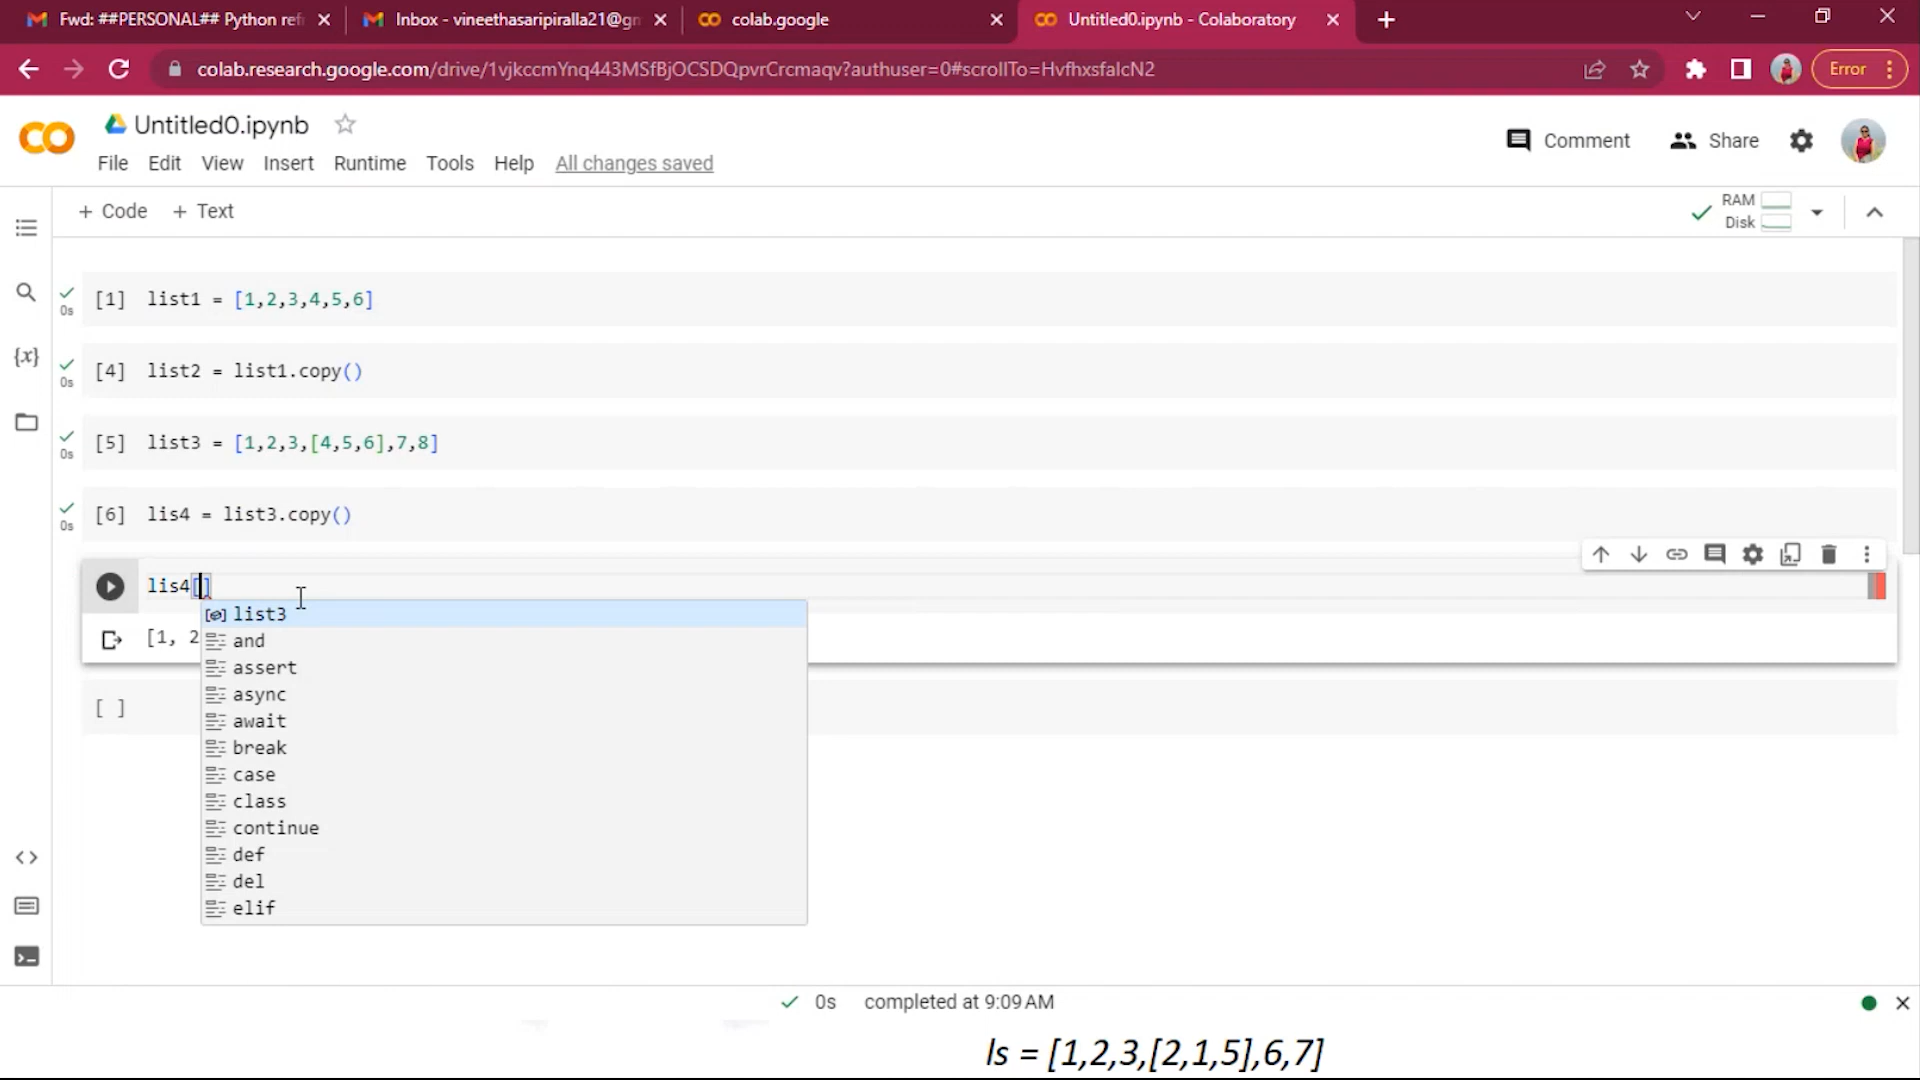 Fwd: ##PERSONAL## Python ref
Inbox - vineethasaripiralla21@gm
colab.google
Untitled0.ipynb - Colaboratory
colab.research.google.com/drive/1vjkccmYnq443MSfBjOCSDQpvrCrcmaqv?authuser=0#scrollTo=HvfhxsfalcN2
Error
Untitled0.ipynb
File Edit View Insert Runtime Tools Help All changes saved
Comment
Share
+ Code + Text
RAM
Disk
[1] list1 = [1,2,3,4,5,6]
0s
[4] list2 = list1.copy()
0s
[5] list3 = [1,2,3,[4,5,6],7,8]
0s
[6] lis4 = list3.copy()
0s
lis4[]
[1, 2
list3
and
assert
async
await
break
case
class
continue
def
del
elif
[ ]
0s completed at 9:09 AM
ls = [1,2,3,[2,1,5],6,7]